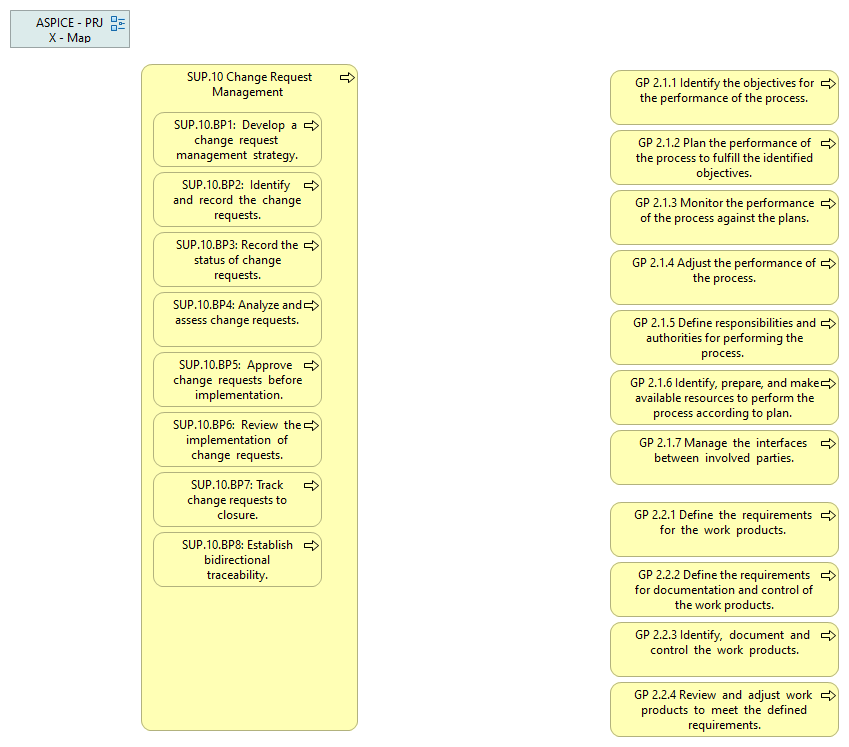 ASPICE - PRJ
X - Map
SUP.10 Change Request
Management
SUP.10.BP1: Develop a
change request
management strategy.
SUP.10.BP2: Identify
and record the change
requests.
SUP.10.BP3: Record the
status of change
requests.
SUP.10.BP4: Analyze and
assess change requests.
SUP.10.BP5: Approve
change requests before
implementation.
SUP.10.BP6: Review the
implementation of
change requests.
SUP.10.BP7: Track
change requests to
closure.
SUP.10.BP8: Establish
bidirectional
traceability.
GP 2.1.1 Identify the objectives for
the performance of the process.
GP 2.1.2 Plan the performance of
the process to fulfill the identified
objectives.
GP 2.1.3 Monitor the performance
of the process against the plans.
GP 2.1.4 Adjust the performance of
the process.
GP 2.1.5 Define responsibilities and
authorities for performing the
process.
GP 2.1.6 Identify, prepare, and make
available resources to perform the
process according to plan.
GP 2.1.7 Manage the interfaces
between involved parties.
GP 2.2.1 Define the requirements
for the work products.
GP 2.2.2 Define the requirements
for documentation and control of
the work products.
GP 2.2.3 Identify, document and
control the work products.
GP 2.2.4 Review and adjust work
products to meet the defined
requirements.